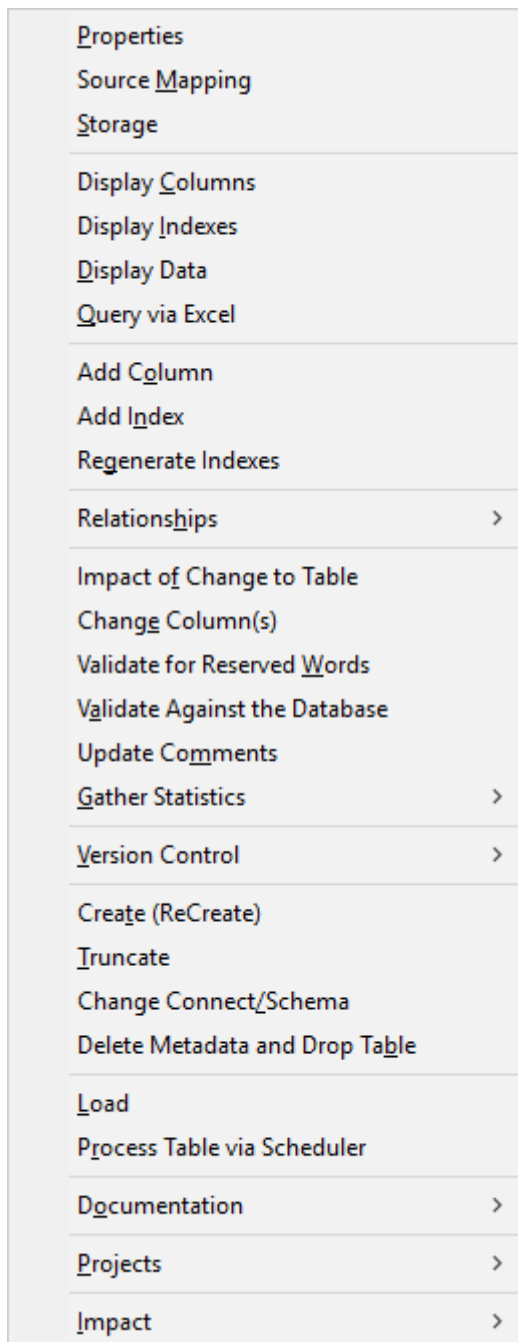 Properties
Source Mapping
Storage
Display Columns
Display Indexes
Display Data
Query via Excel
Add Column
Add Index
Regenerate Indexes
Relationships
Impact of Change to Table
Change Column(s)
Validate for Reserved Words
Validate Against the Database
Update Comments
Gather Statistics
Version Control
Create (ReCreate)
Truncate
Change Connect/Schema
Delete Metadata and Drop Table
Load
Process Table via Scheduler
Documentation
Projects
Impact